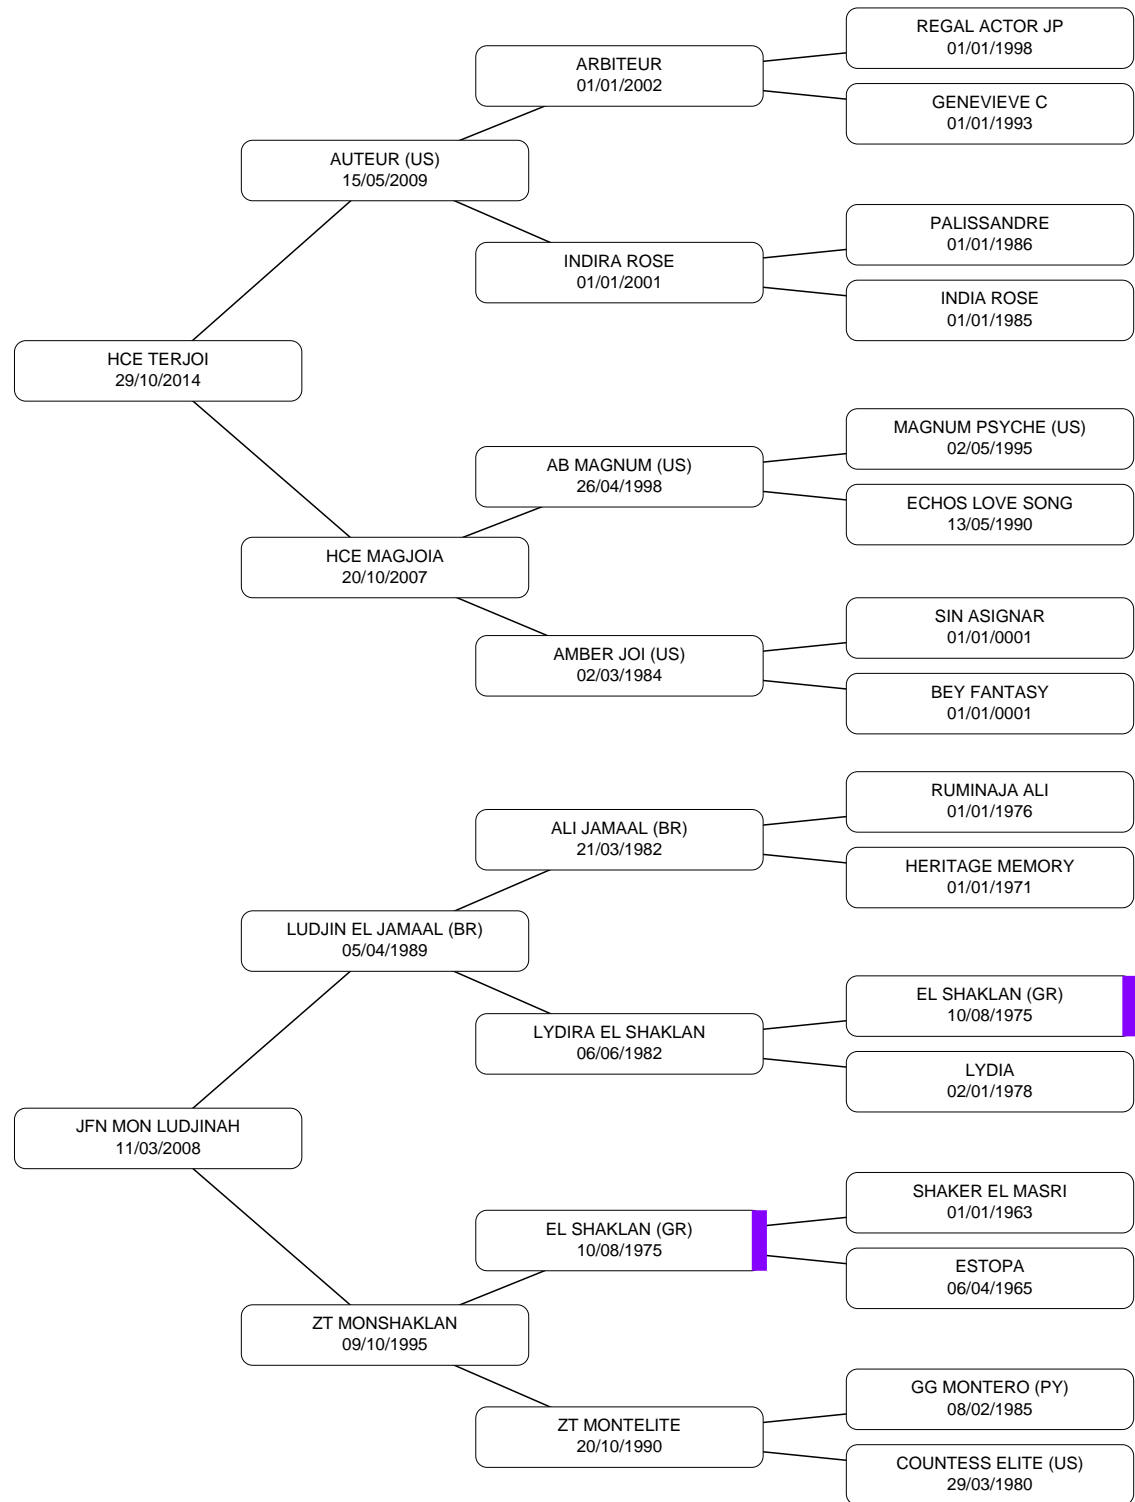 REGAL ACTOR JP
01/01/1998
ARBITEUR
01/01/2002
GENEVIEVE C
01/01/1993
AUTEUR (US)
15/05/2009
PALISSANDRE
01/01/1986
INDIRA ROSE
01/01/2001
INDIA ROSE
01/01/1985
HCE TERJOI
29/10/2014
MAGNUM PSYCHE (US)
02/05/1995
AB MAGNUM (US)
26/04/1998
ECHOS LOVE SONG
13/05/1990
HCE MAGJOIA
20/10/2007
SIN ASIGNAR
01/01/0001
AMBER JOI (US)
02/03/1984
BEY FANTASY
01/01/0001
RUMINAJA ALI
01/01/1976
ALI JAMAAL (BR)
21/03/1982
HERITAGE MEMORY
01/01/1971
LUDJIN EL JAMAAL (BR)
05/04/1989
EL SHAKLAN (GR)
10/08/1975
LYDIRA EL SHAKLAN
06/06/1982
LYDIA
02/01/1978
JFN MON LUDJINAH
11/03/2008
SHAKER EL MASRI
01/01/1963
EL SHAKLAN (GR)
10/08/1975
ESTOPA
06/04/1965
ZT MONSHAKLAN
09/10/1995
GG MONTERO (PY)
08/02/1985
ZT MONTELITE
20/10/1990
COUNTESS ELITE (US)
29/03/1980